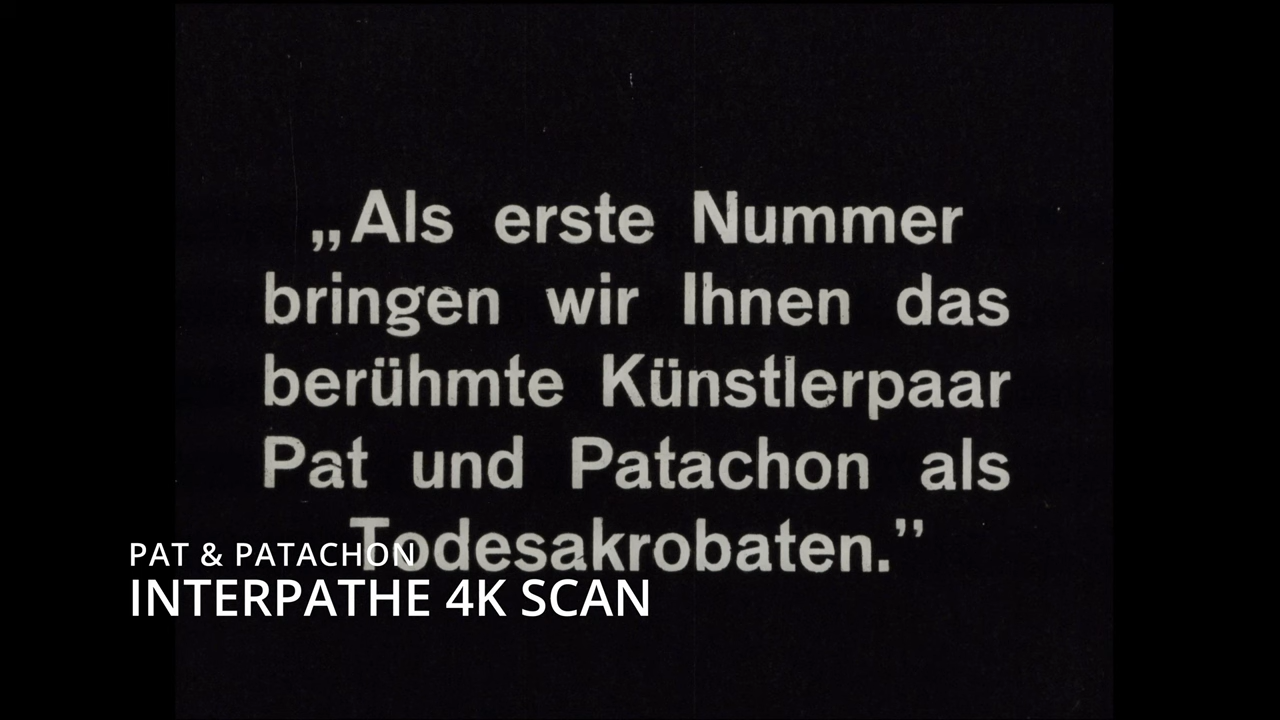 „Als erste Nummer
bringen wir Ihnen das
berühmte Künstlerpaar
Pat und Patachon als
Todesakrobaten.”
PAT & PATACHON
INTERPATHE 4K SCAN